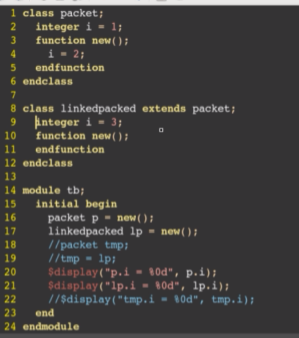 1 class packet;
2   integer i = 1;
3   function new();
4     i = 2;
5   endfunction
6 endclass
7
8 class linkedpacked extends packet;
9   integer i = 3;
10   function new();
11   endfunction
12 endclass
13
14 module tb;
15   initial begin
16     packet p = new();
17     linkedpacked lp = new();
18     //packet tmp;
19     //tmp = lp;
20     $display("p.i = %0d", p.i);
21     $display("lp.i = %0d", lp.i);
22     //$display("tmp.i = %0d", tmp.i);
23   end
24 endmodule